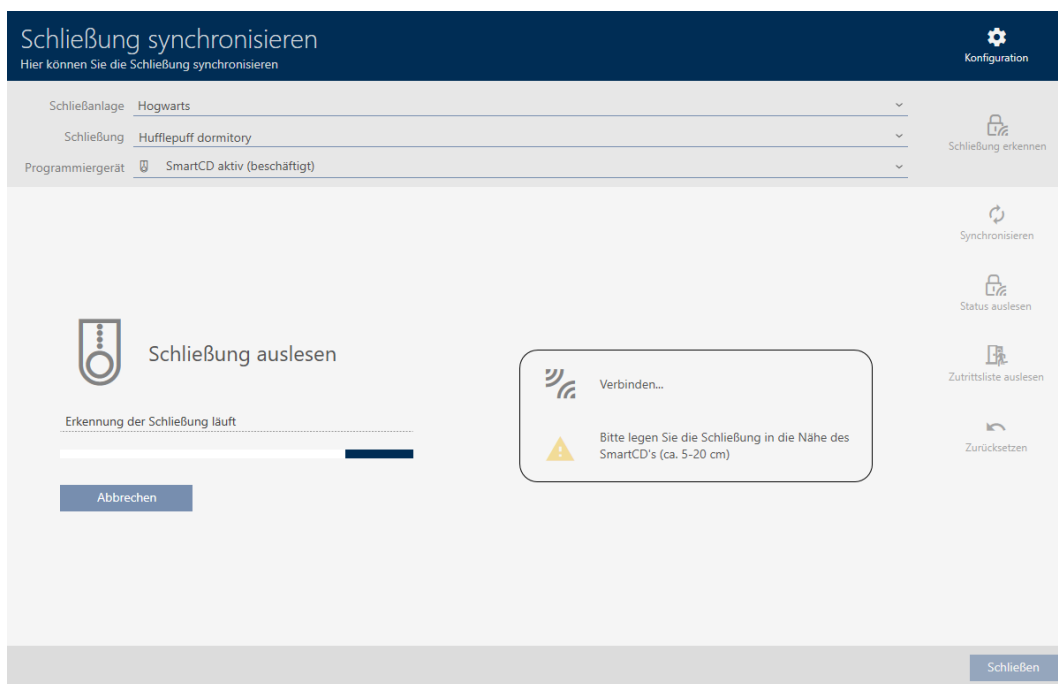 Schließung synchronisieren
Hier können Sie die Schließung synchronisieren
Konfiguration
Schließanlage Hogwarts
Schließung Hufflepuff dormitory
Programmiergerät SmartCD aktiv (beschäftigt)
Schließung erkennen
Synchronisieren
Status auslesen
Zutrittsliste auslesen
Zurücksetzen
Schließung auslesen
Erkennung der Schließung läuft
Abbrechen
Verbinden...
Bitte legen Sie die Schließung in die Nähe des
SmartCD's (ca. 5-20 cm)
Schließen